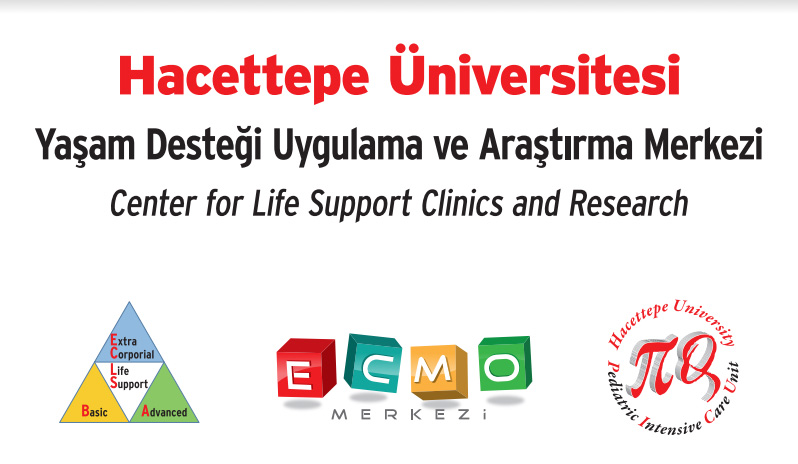 Hacettepe Üniversitesi
Yaşam Desteği Uygulama ve Araştırma Merkezi
Center for Life Support Clinics and Research
Extra
Corporial
Life
Support
Basic
Advanced
ECMO
MERKEZi
Hacettepe University
Pediatric Intensive Care Unit